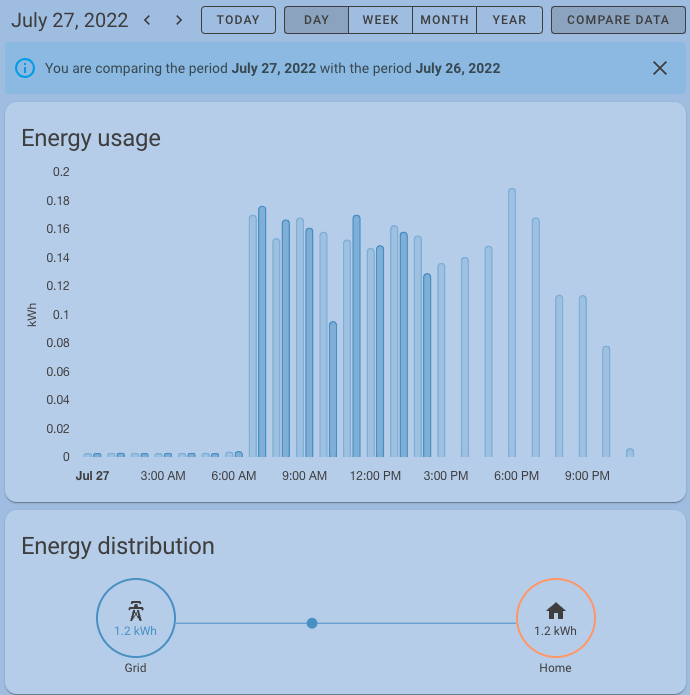 July 27, 2022
TODAY
DAY WEEK MONTH YEAR
COMPARE DATA
You are comparing the period July 27, 2022 with the period July 26, 2022
Energy usage
kWh
0.2
0.18
0.16
0.14
0.12
0.1
0.08
0.06
0.04
0.02
0
Jul 27 3:00 AM 6:00 AM 9:00 AM 12:00 PM 3:00 PM 6:00 PM 9:00 PM
Energy distribution
1.2 kWh 1.2 kWh
Grid Home